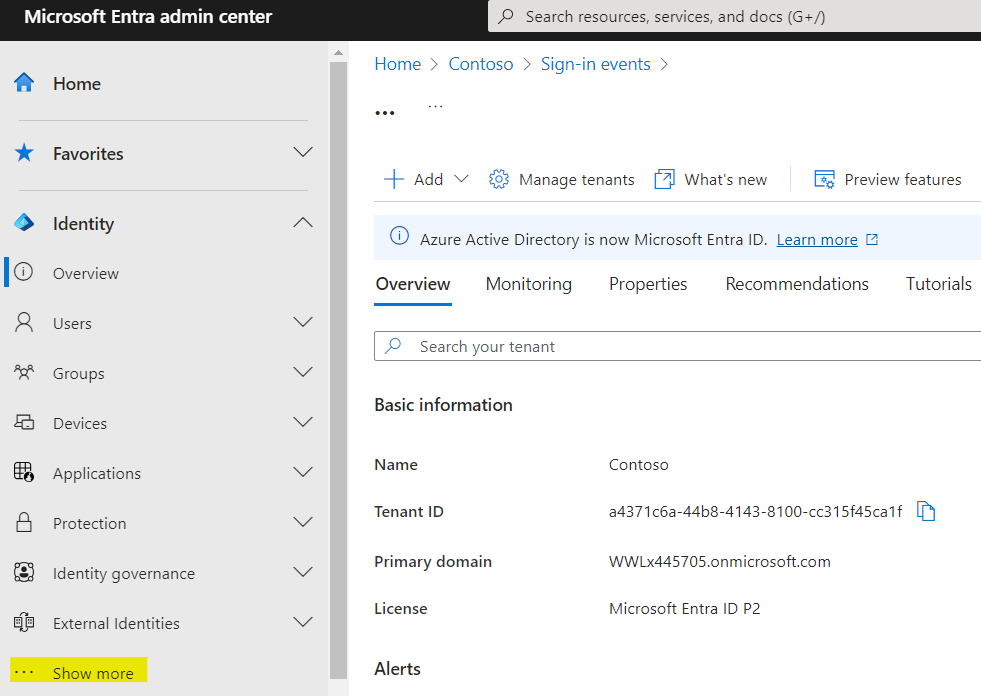 Microsoft Entra admin center
Search resources, services, and docs (G+/)
Home
Favorites
Identity
Overview
Users
Groups
Devices
Applications
Protection
Identity governance
External Identities
... Show more
Home > Contoso > Sign-in events >
... ...
+ Add Manage tenants What's new Preview features
Azure Active Directory is now Microsoft Entra ID. Learn more
Overview Monitoring Properties Recommendations Tutorials
Search your tenant
Basic information
Name Contoso
Tenant ID a4371c6a-44b8-4143-8100-cc315f45ca1f
Primary domain WWLx445705.onmicrosoft.com
License Microsoft Entra ID P2
Alerts